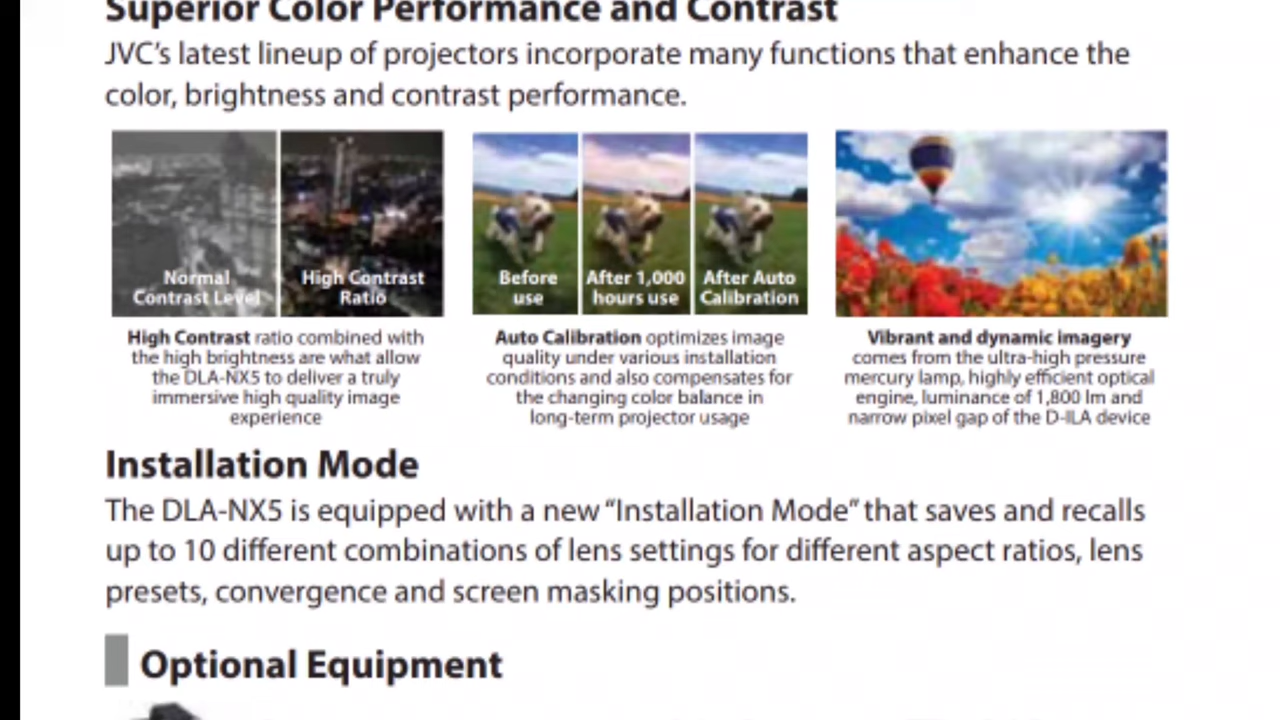 Superior Color Performance and Contrast
JVC's latest lineup of projectors incorporate many functions that enhance the
color, brightness and contrast performance.
Normal
Contrast Level
High Contrast
Ratio
Before
use
After 1,000
hours use
After Auto
Calibration
High Contrast ratio combined with
the high brightness are what allow
the DLA-NX5 to deliver a truly
immersive high quality image
experience
Auto Calibration optimizes image
quality under various installation
conditions and also compensates for
the changing color balance in
long-term projector usage
Vibrant and dynamic imagery
comes from the ultra-high pressure
mercury lamp, highly efficient optical
engine, luminance of 1,800 lm and
narrow pixel gap of the D-ILA device
Installation Mode
The DLA-NX5 is equipped with a new “Installation Mode” that saves and recalls
up to 10 different combinations of lens settings for different aspect ratios, lens
presets, convergence and screen masking positions.
Optional Equipment